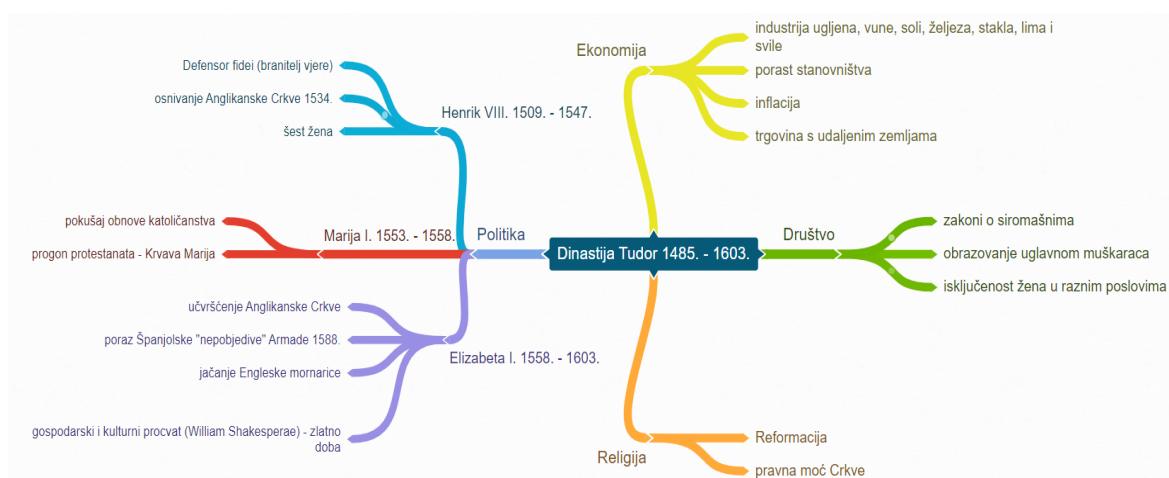 Dinastija Tudor 1485. - 1603.
Ekonomija
industrija ugljena, vune, soli, željeza, stakla, lima i
svile
porast stanovništva
inflacija
trgovina s udaljenim zemljama
Društvo
zakoni o siromašnima
obrazovanje uglavnom muškaraca
isključenost žena u raznim poslovima
Religija
Reformacija
pravna moć Crkve
Politika
Henrik VIII. 1509. - 1547.
Defensor fidei (branitelj vjere)
osnivanje Anglikanske Crkve 1534.
šest žena
Marija I. 1553. - 1558.
pokušaj obnove katoličanstva
progon protestanata - Krvava Marija
Elizabeta I. 1558. - 1603.
učvršćenje Anglikanske Crkve
poraz Španjolske "nepobjedive" Armade 1588.
jačanje Engleske mornarice
gospodarski i kulturni procvat (William Shakesperae) - zlatno
doba